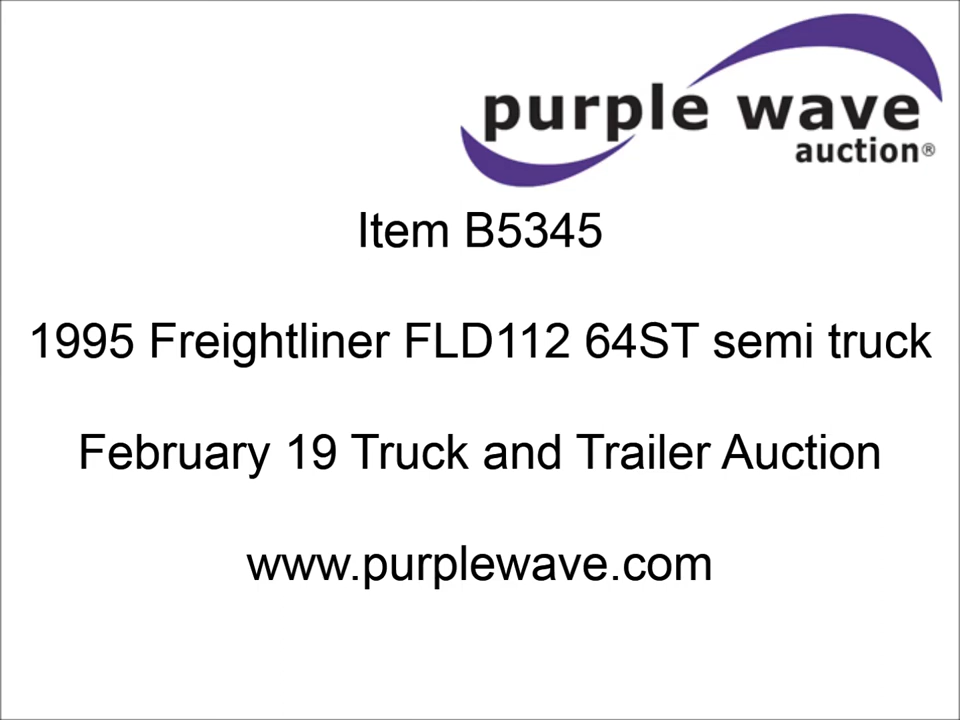 purple wave
auction®
Item B5345
1995 Freightliner FLD112 64ST semi truck
February 19 Truck and Trailer Auction
www.purplewave.com